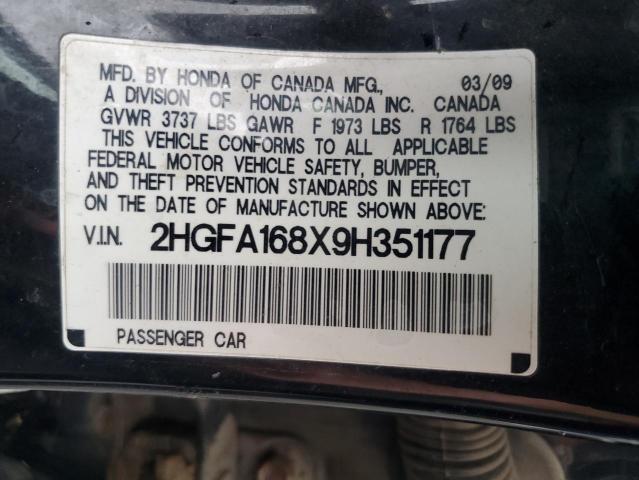 MFD. BY HONDA OF CANADA MFG., 03/09
A DIVISION OF HONDA CANADA INC. CANADA
GVWR 3737 LBS GAWR F 1973 LBS R 1764 LBS
THIS VEHICLE CONFORMS TO ALL APPLICABLE
FEDERAL MOTOR VEHICLE SAFETY, BUMPER,
AND THEFT PREVENTION STANDARDS IN EFFECT
ON THE DATE OF MANUFACTURE SHOWN ABOVE:
V.I.N. 2HGFA168X9H351177
PASSENGER CAR